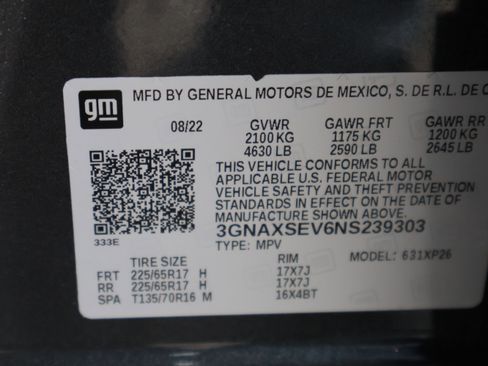 gm
MFD BY GENERAL MOTORS DE MEXICO, S. DE R.L. DE
08/22 GVWR GAWR FRT GAWR RR
2100 KG 1175 KG 1200 KG
4630 LB 2590 LB 2645 LB
THIS VEHICLE CONFORMS TO ALL
APPLICABLE U.S. FEDERAL MOTOR
VEHICLE SAFETY AND THEFT PREVENTION
STANDARDS IN EFFECT ON THE DATE OF
MANUFACTURE SHOWN ABOVE.
3GNAXSEV6NS239303
333E
TYPE: MPV MODEL: 631XP26
TIRE SIZE RIM
FRT 225/65R17 H 17X7J
RR 225/65R17 H 17X7J
SPA T135/70R16 M 16X4BT